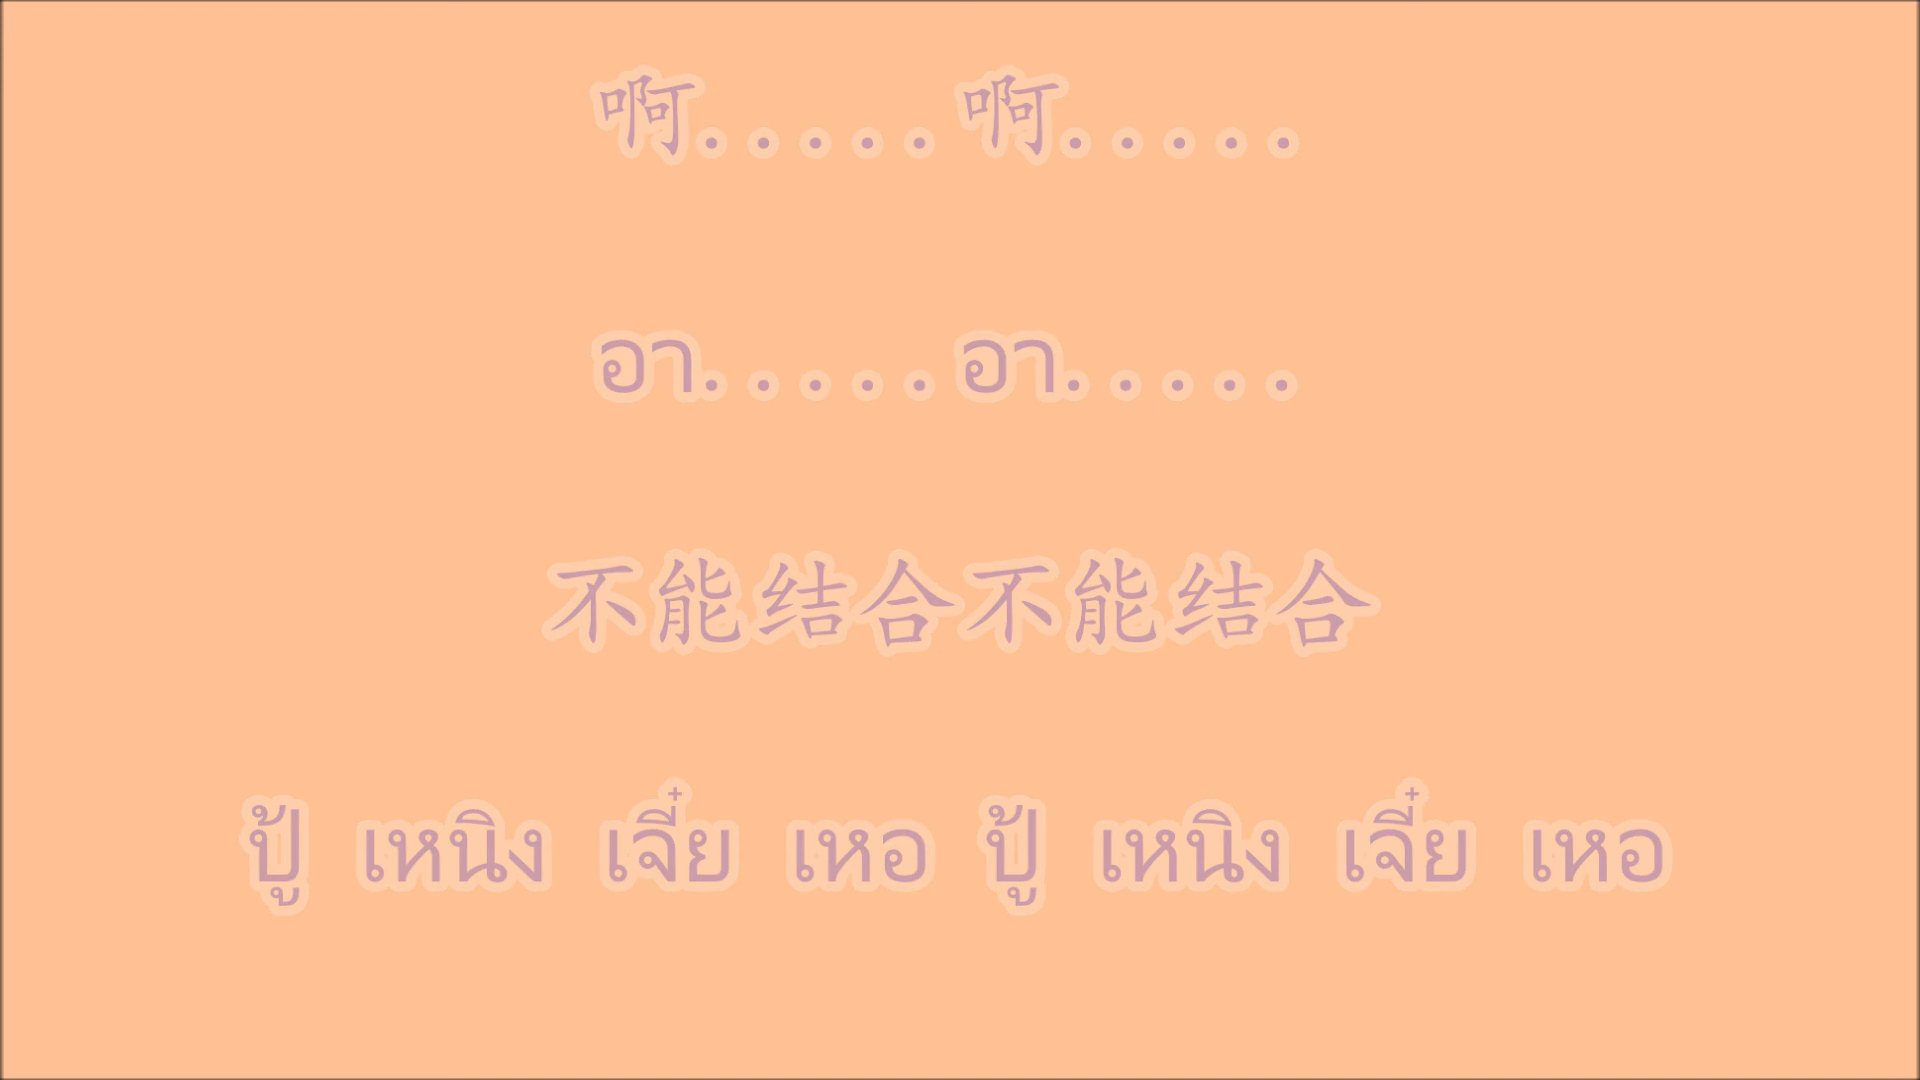 啊.....啊.....
อา.....อา.....
不能结合不能结合
ปู้ เหนิง เจี๋ย เหอ ปู้ เหนิง เจี๋ย เหอ